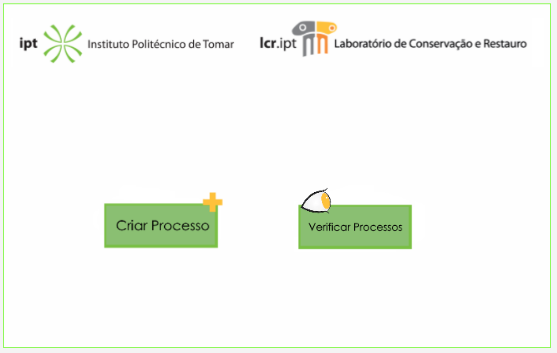 ipt Instituto Politécnico de Tomar
lcr.ipt Laboratório de Conservação e Restauro
Criar Processo
Verificar Processos